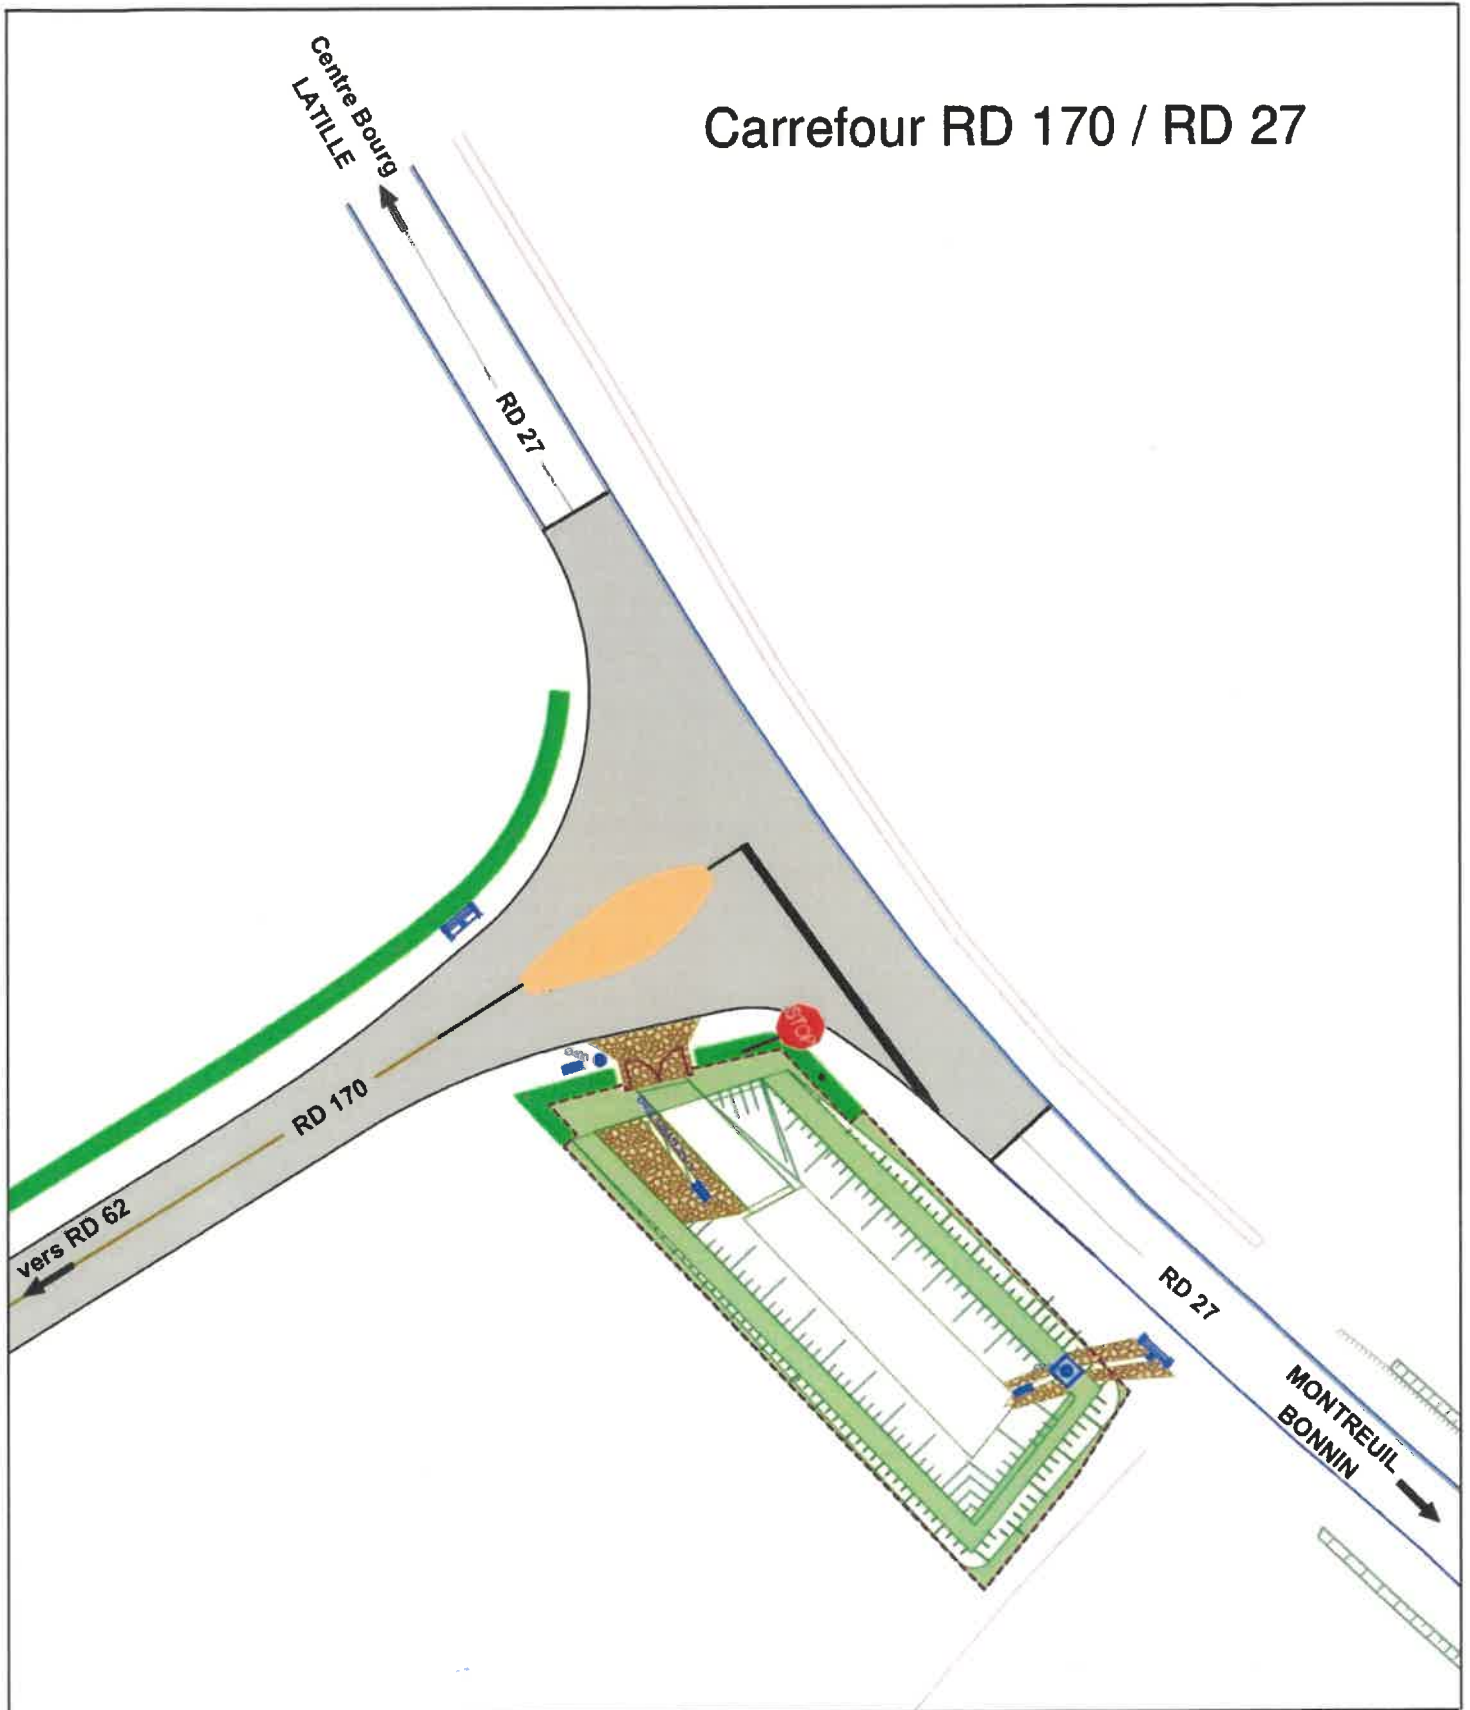 Carrefour RD 170 / RD 27
Centre Bourg
LATILLE
RD 27
STOP
RD 170
vers RD 62
RD 27
MONTREUIL
BONNIN